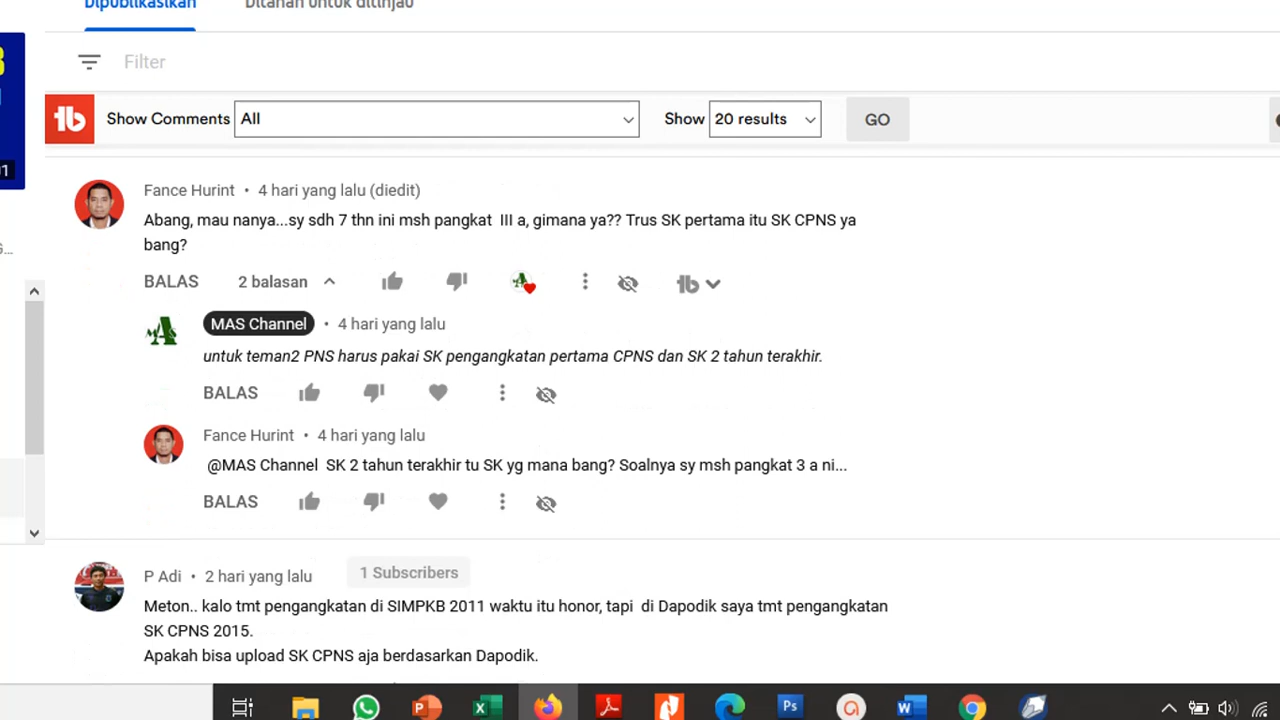 Dipublikasikan Ditahan untuk ditinjau
Filter
Show Comments All Show 20 results GO
Fance Hurint • 4 hari yang lalu (diedit)
Abang, mau nanya...sy sdh 7 thn ini msh pangkat III a, gimana ya?? Trus SK pertama itu SK CPNS ya
bang?
BALAS 2 balasan
MAS Channel • 4 hari yang lalu
untuk teman2 PNS harus pakai SK pengangkatan pertama CPNS dan SK 2 tahun terakhir.
BALAS
Fance Hurint • 4 hari yang lalu
@MAS Channel SK 2 tahun terakhir tu SK yg mana bang? Soalnya sy msh pangkat 3 a ni...
BALAS
P Adi • 2 hari yang lalu 1 Subscribers
Meton.. kalo tmt pengangkatan di SIMPKB 2011 waktu itu honor, tapi di Dapodik saya tmt pengangkatan
SK CPNS 2015.
Apakah bisa upload SK CPNS aja berdasarkan Dapodik.